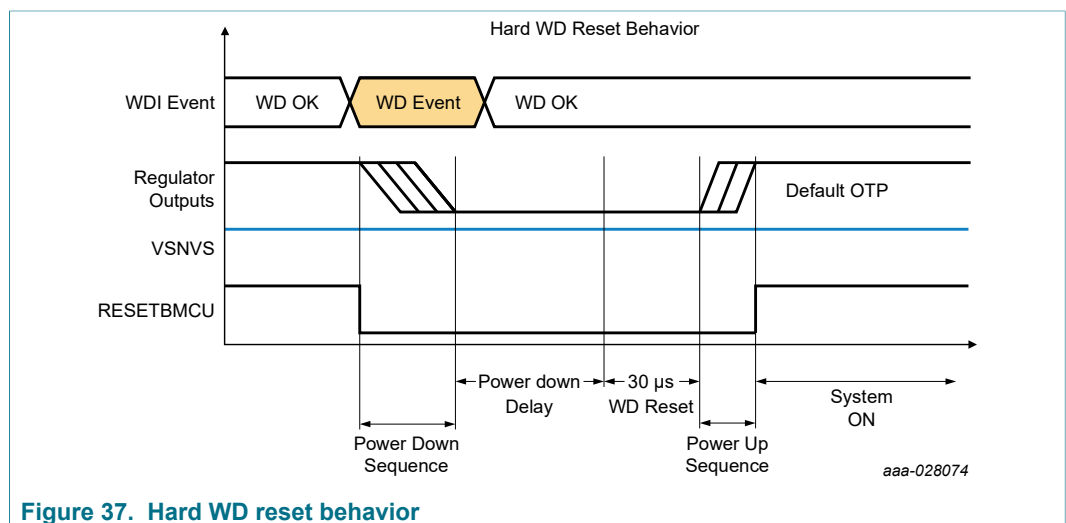 Hard WD Reset Behavior
WDI Event
WD OK
WD Event
WD OK
Regulator
Outputs
Default OTP
VSNVS
RESETBMCU
Power down
Delay
30 µs
WD Reset
System
ON
Power Down
Sequence
Power Up
Sequence
aaa-028074
Figure 37. Hard WD reset behavior